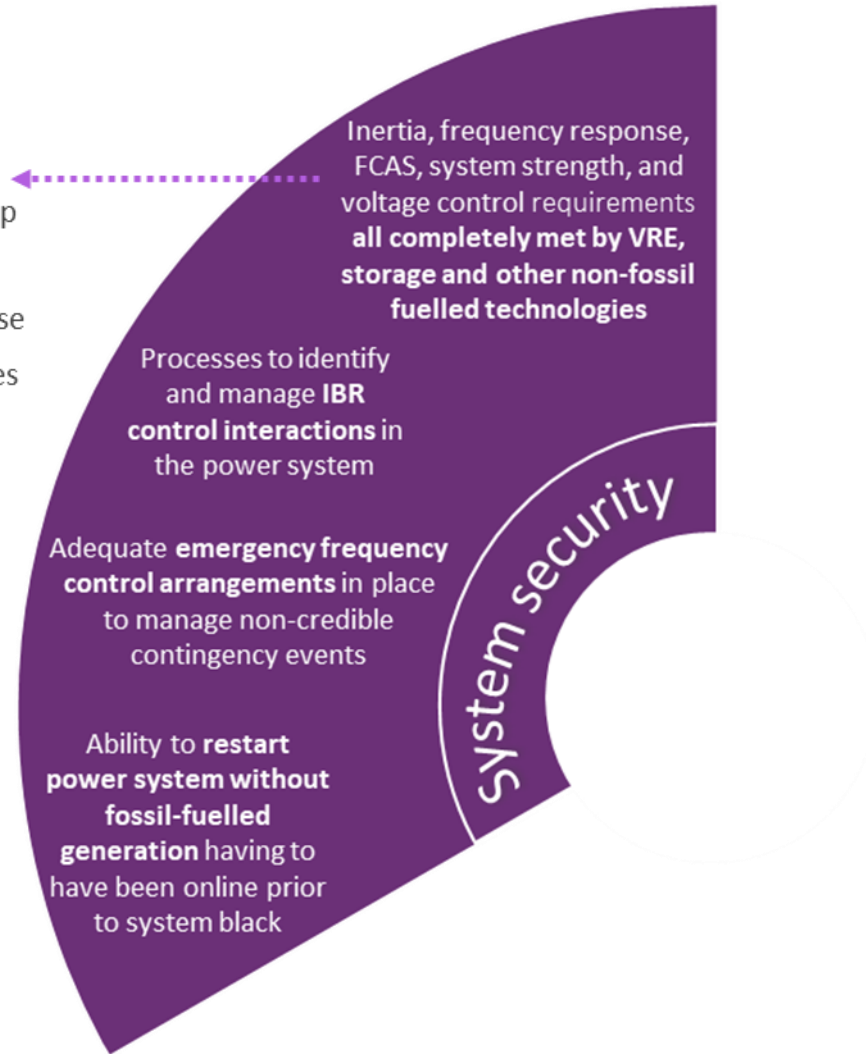 Inertia, frequency response,
FCAS, system strength, and
voltage control requirements
all completely met by VRE,
storage and other non-fossil
fuelled technologies
Processes to identify
and manage IBR
control interactions in
the power system
Adequate emergency frequency
control arrangements in place
to manage non-credible
contingency events
Ability to restart
power system without
fossil-fuelled
generation having to
have been online prior
to system black
System security